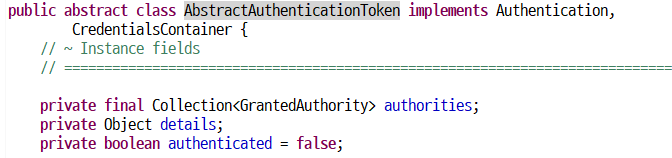 public abstract class AbstractAuthenticationToken implements Authentication,
CredentialsContainer {
// ~ Instance fields
// ================================================================================
private final Collection<GrantedAuthority> authorities;
private Object details;
private boolean authenticated = false;